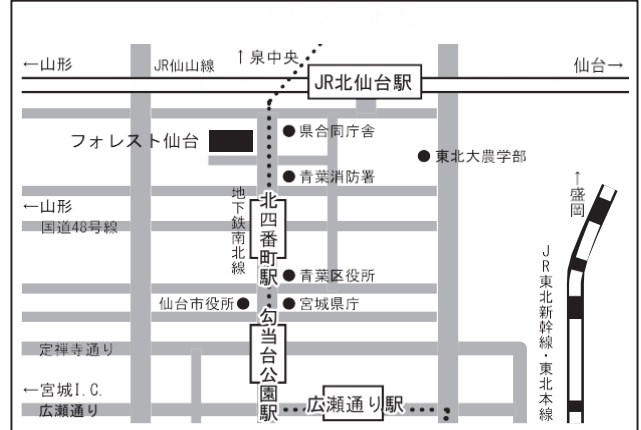 ↑泉中央
←山形
JR仙山線
仙台→
JR北仙台駅
フォレスト仙台
●県合同庁舎
●東北大農学部
●青葉消防署
↑盛岡
地下鉄南北線
←山形
国道48号線
北四番町駅
JR東北新幹線・東北本線
●青葉区役所
仙台市役所●
●宮城県庁
勾当台公園駅
定禅寺通り
←宮城I.C.
広瀬通り
広瀬通り駅